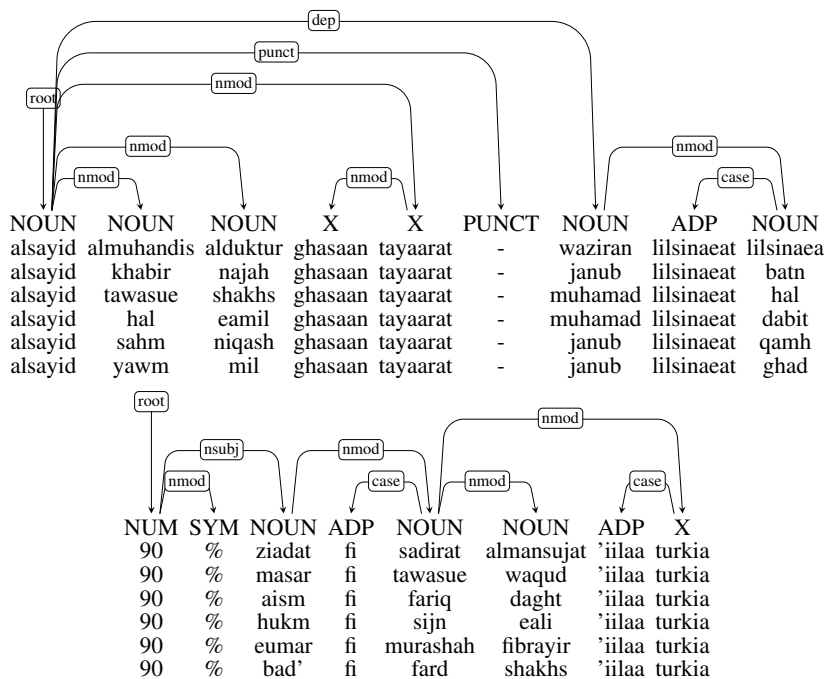 dep
punct
nmod
root
nmod nmod
nmod nmod case
NOUN NOUN NOUN X X PUNCT NOUN ADP NOUN
alsayid almuhandis alduktur ghasaan tayaarat - waziran lilsinaeat lilsinaea
alsayid khabir najah ghasaan tayaarat - janub lilsinaeat batn
alsayid tawasue shakhs ghasaan tayaarat - muhamad lilsinaeat hal
alsayid hal eamil ghasaan tayaarat - muhamad lilsinaeat dabit
alsayid sahm niqash ghasaan tayaarat - janub lilsinaeat qamh
alsayid yawm mil ghasaan tayaarat - janub lilsinaeat ghad
root
nmod
nsubj nmod
nmod case nmod case
NUM SYM NOUN ADP NOUN NOUN ADP X
90 % ziadat fi sadirat almansujat 'iilaa turkia
90 % masar fi tawasue waqud 'iilaa turkia
90 % aism fi fariq daght 'iilaa turkia
90 % hukm fi sijn eali 'iilaa turkia
90 % eumar fi murashah fibrayir 'iilaa turkia
90 % bad' fi fard shakhs 'iilaa turkia